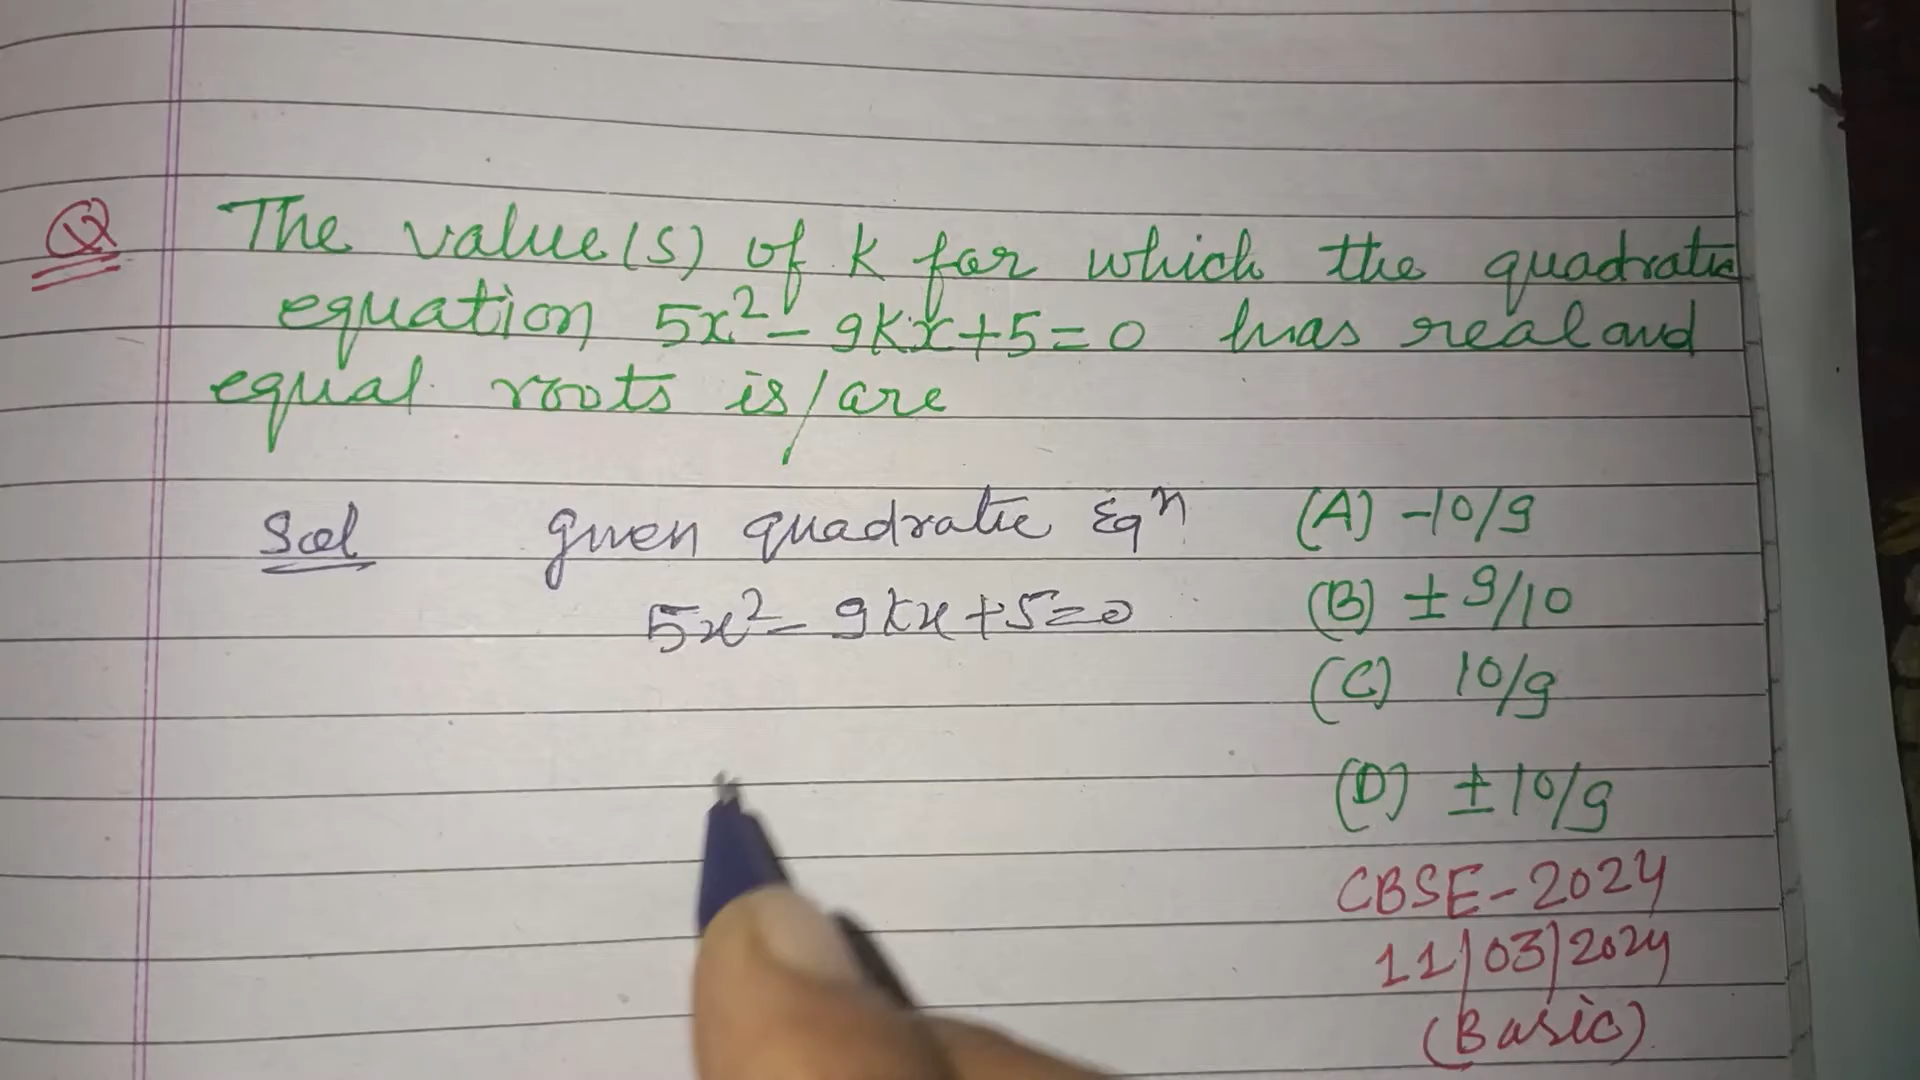 Q The value(s) of k for which the quadratic
equation 5x² - 9kx + 5 = 0 has real and
equal roots is/are
Sol given quadratic Eqⁿ
5x² - 9kx + 5 = 0
(A) -10/9
(B) ± 9/10
(C) 10/9
(D) ± 10/9
CBSE-2024
11/03/2024
(Basic)